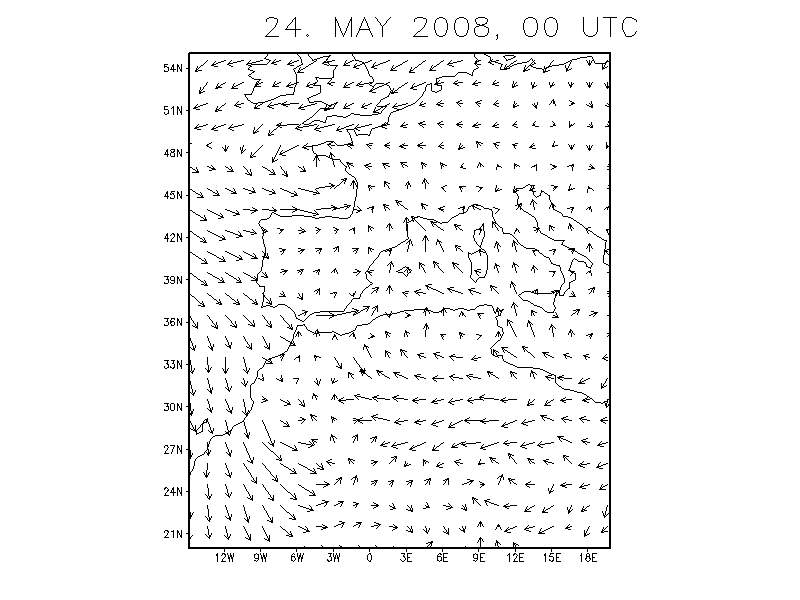 24. MAY 2008, 00 UTC
54N
51N
48N
45N
42N
39N
36N
33N
30N
27N
24N
21N
12W 9W 6W 3W 0 3E 6E 9E 12E 15E 18E